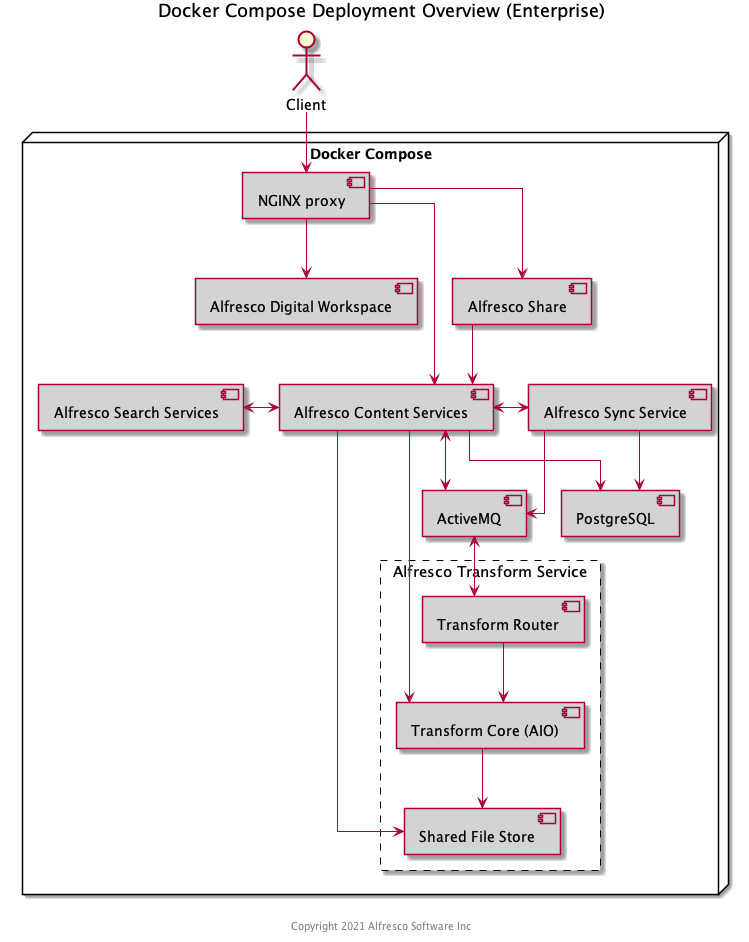 Docker Compose Deployment Overview (Enterprise)
Client
Docker Compose
NGINX proxy
Alfresco Digital Workspace
Alfresco Share
Alfresco Search Services
Alfresco Content Services
Alfresco Sync Service
ActiveMQ
PostgreSQL
Alfresco Transform Service
Transform Router
Transform Core (AIO)
Shared File Store
Copyright 2021 Alfresco Software Inc